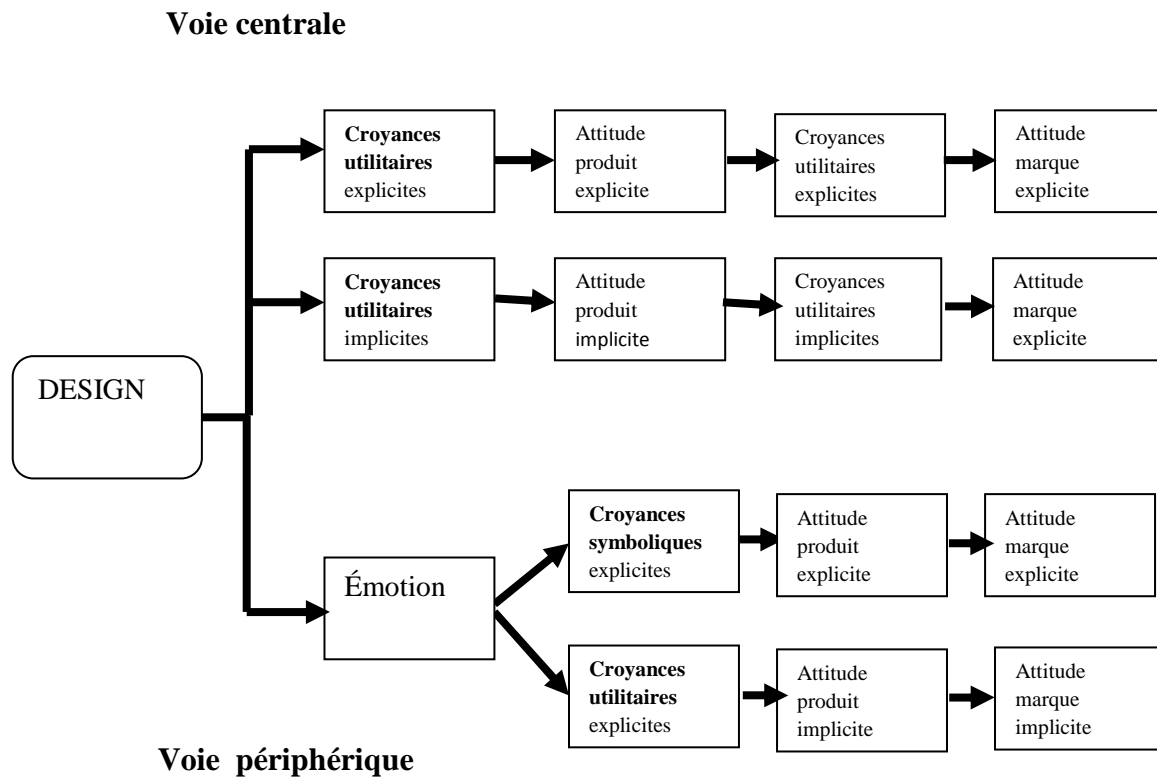 Voie centrale
Croyances
utilitaires
explicites
Attitude
produit
explicite
Croyances
utilitaires
explicites
Attitude
marque
explicite
Croyances
utilitaires
implicites
Attitude
produit
implicite
Croyances
utilitaires
implicites
Attitude
marque
explicite
DESIGN
Émotion
Croyances
symboliques
explicites
Attitude
produit
explicite
Attitude
marque
explicite
Croyances
utilitaires
explicites
Attitude
produit
implicite
Attitude
marque
implicite
Voie périphérique